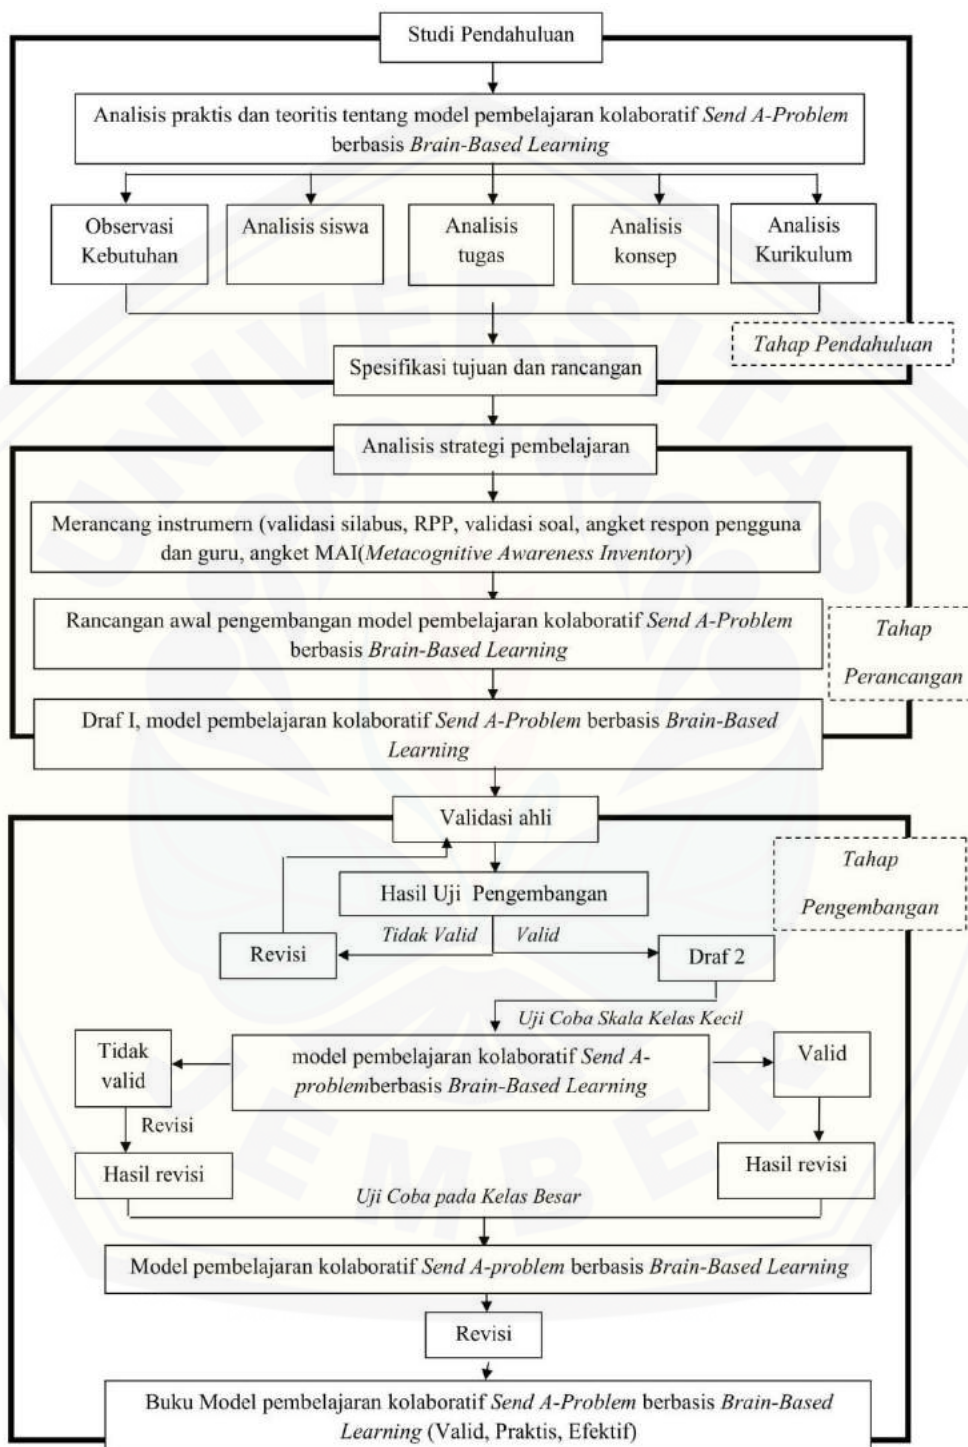 Studi Pendahuluan
Analisis praktis dan teoritis tentang model pembelajaran kolaboratif Send A-Problem
berbasis Brain-Based Learning
Observasi
Kebutuhan
Analisis siswa
Analisis
tugas
Analisis
konsep
Analisis
Kurikulum
Tahap Pendahuluan
Spesifikasi tujuan dan rancangan
Analisis strategi pembelajaran
Merancang instrumern (validasi silabus, RPP, validasi soal, angket respon pengguna
dan guru, angket MAI(Metacognitive Awareness Inventory)
Rancangan awal pengembangan model pembelajaran kolaboratif Send A-Problem
berbasis Brain-Based Learning
Tahap
Perancangan
Draf I, model pembelajaran kolaboratif Send A-Problem berbasis Brain-Based
Learning
Validasi ahli
Tahap
Pengembangan
Hasil Uji Pengembangan
Tidak Valid
Valid
Revisi
Draf 2
Uji Coba Skala Kelas Kecil
Tidak
valid
model pembelajaran kolaboratif Send A-
problemberbasis Brain-Based Learning
Valid
Revisi
Hasil revisi
Hasil revisi
Uji Coba pada Kelas Besar
Model pembelajaran kolaboratif Send A-problem berbasis Brain-Based Learning
Revisi
Buku Model pembelajaran kolaboratif Send A-Problem berbasis Brain-Based
Learning (Valid, Praktis, Efektif)
UNIVERSITAS
JEMBER